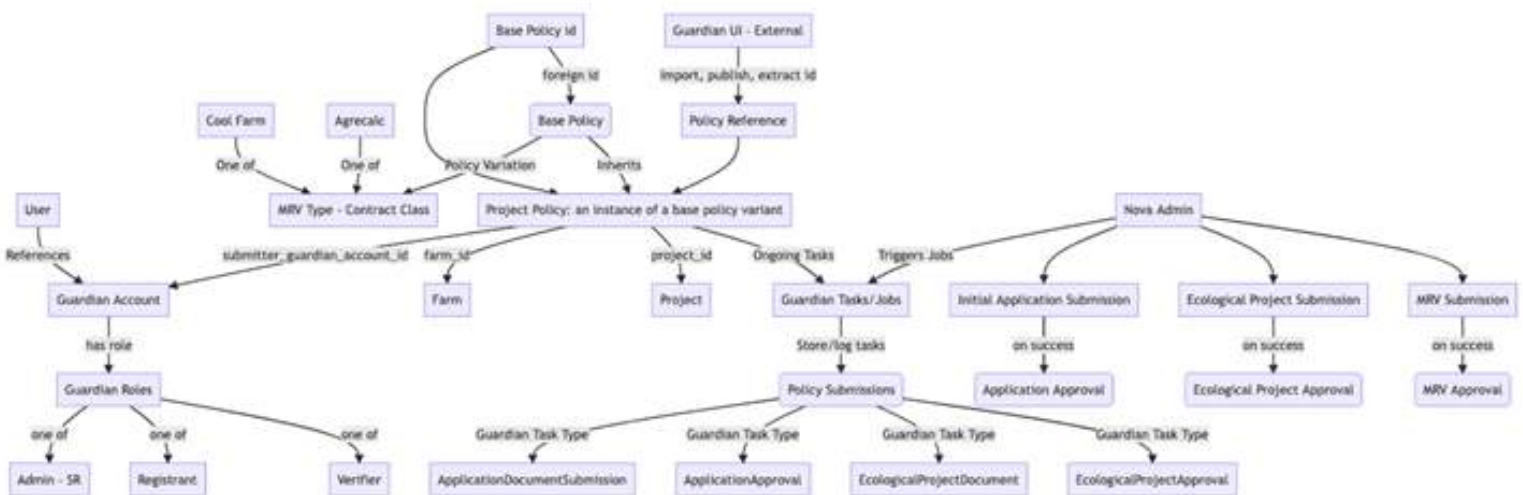 Base Policy id
Guardian UI - External
foreign id
import, publish, extract id
Cool Farm
Agrecalc
Base Policy
Policy Reference
One of
One of
Policy Variation
Inherits
User
MRV Type - Contract Class
Project Policy: an instance of a base policy variant
Nova Admin
References
submitter_guardian_account_id
farm_id
project_id
Ongoing Tasks
Triggers Jobs
Guardian Account
Farm
Project
Guardian Tasks/Jobs
Initial Application Submission
Ecological Project Submission
MRV Submission
has role
Store/log tasks
on success
on success
on success
Guardian Roles
Policy Submissions
Application Approval
Ecological Project Approval
MRV Approval
one of
one of
one of
Guardian Task Type
Guardian Task Type
Guardian Task Type
Guardian Task Type
Admin - SR
Registrant
Verifier
ApplicationDocumentSubmission
ApplicationApproval
EcologicalProjectDocument
EcologicalProjectApproval